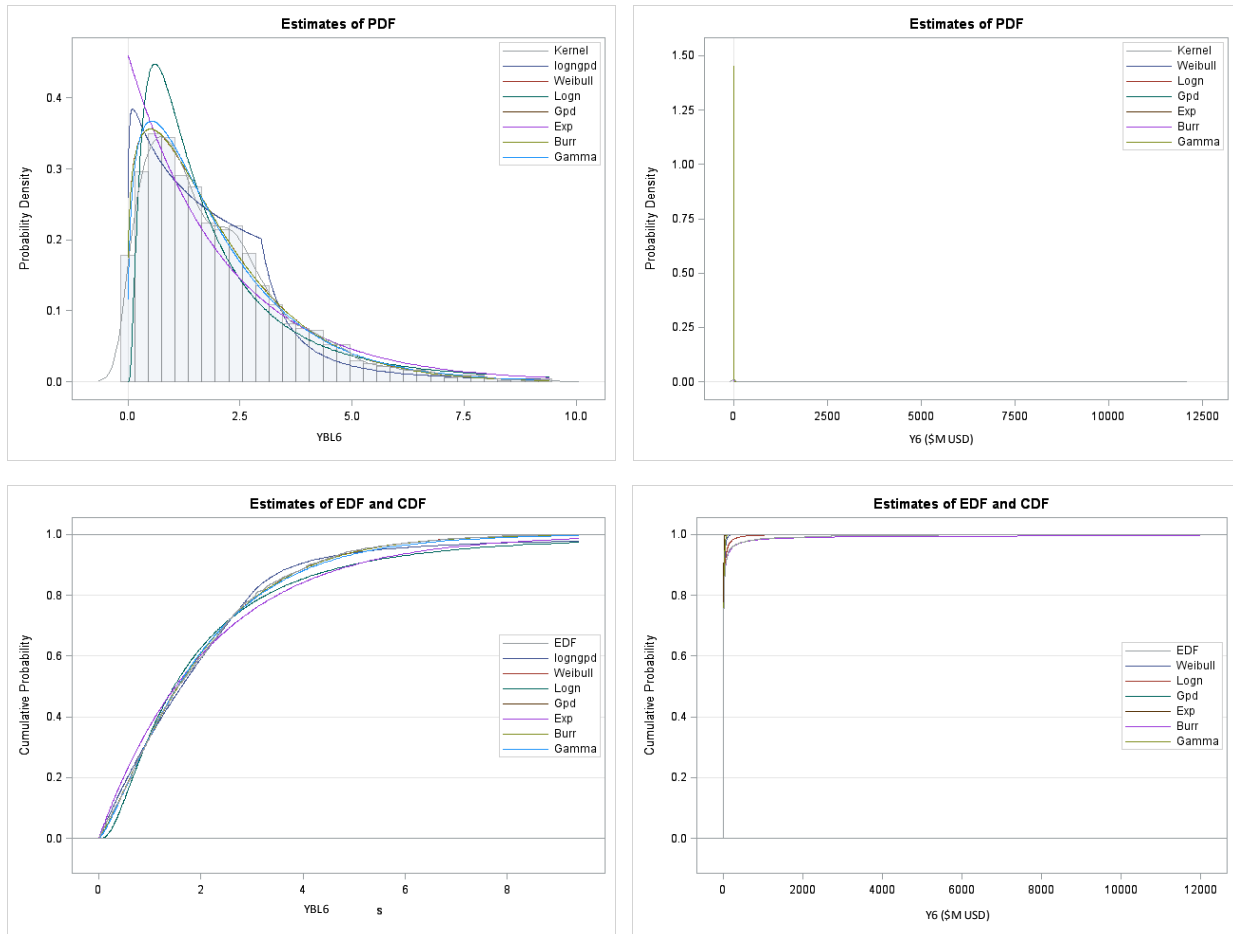 Estimates of PDF
Kernel
logngpd
Weibull
Logn
Gpd
Exp
Burr
Gamma
Probability Density
0.4
0.3
0.2
0.1
0.0
0.0
2.5
5.0
7.5
10.0
YBL6
Estimates of PDF
Kernel
Weibull
Logn
Gpd
Exp
Burr
Gamma
Probability Density
1.50
1.25
1.00
0.75
0.50
0.25
0.00
0
2500
5000
7500
10000
12500
Y6 ($M USD)
Estimates of EDF and CDF
EDF
logngpd
Weibull
Logn
Gpd
Exp
Burr
Gamma
Cumulative Probability
1.0
0.8
0.6
0.4
0.2
0.0
0
2
4
6
8
YBL6 s
Estimates of EDF and CDF
EDF
Weibull
Logn
Gpd
Exp
Burr
Gamma
Cumulative Probability
1.0
0.8
0.6
0.4
0.2
0.0
0
2000
4000
6000
8000
10000
12000
Y6 ($M USD)